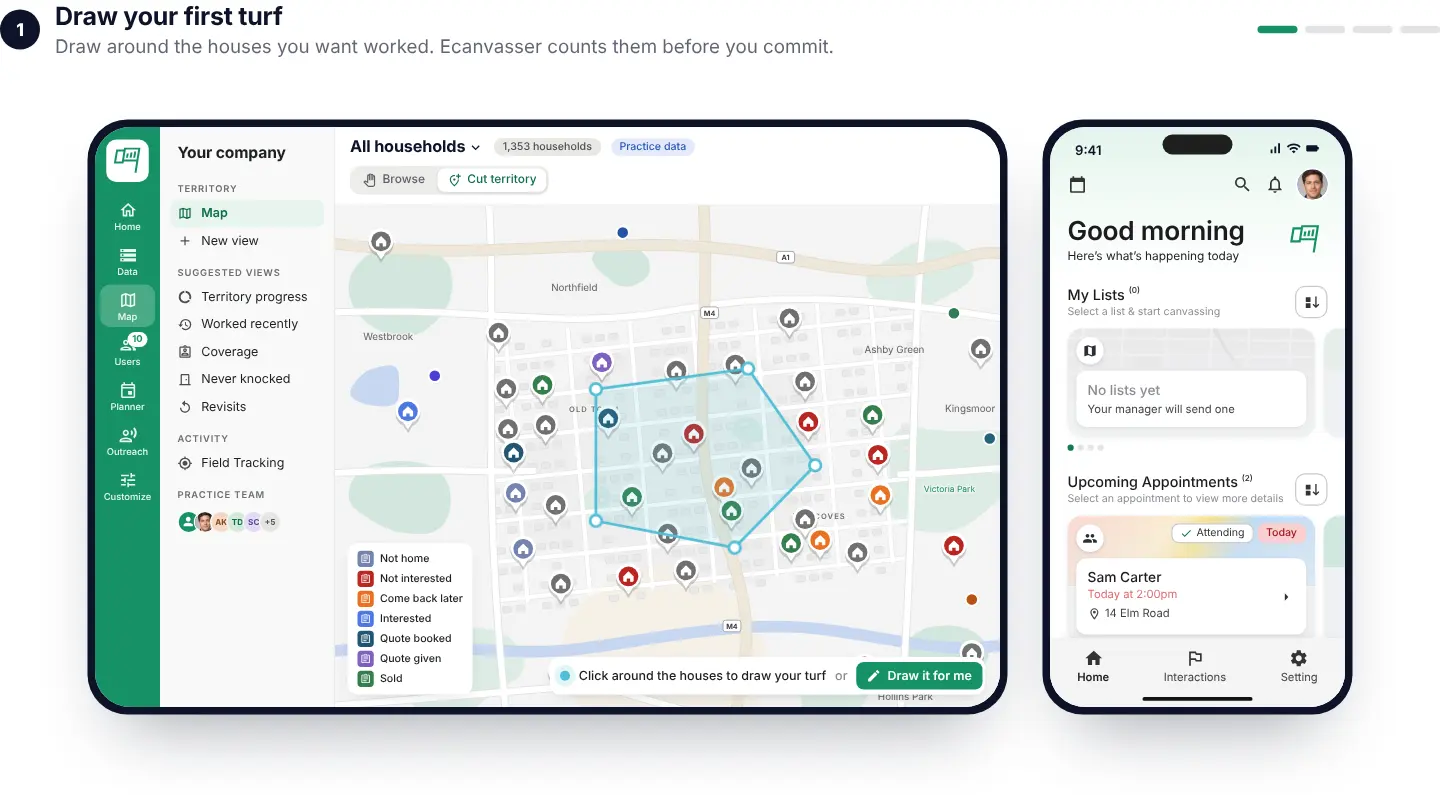 1
Draw your first turf
Draw around the houses you want worked. Ecanvasser counts them before you commit.
Home
Data
Map
10
Users
Planner
Outreach
Customize
Your company
TERRITORY
Map
New view
SUGGESTED VIEWS
Territory progress
Worked recently
Coverage
Never knocked
Revisits
ACTIVITY
Field Tracking
PRACTICE TEAM
AK TD SC +5
All households 1,353 households Practice data
Browse Cut territory
A1
Northfield
M4
Westbrook
Ashby Green
Kingsmoor
Victoria Park
M4
Hollins Park
Not home
Not interested
Come back later
Interested
Quote booked
Quote given
Sold
Click around the houses to draw your turf or Draw it for me
9:41
Good morning
Here's what's happening today
My Lists (0)
Select a list & start canvassing
No lists yet
Your manager will send one
Upcoming Appointments (2)
Select an appointment to view more details
Attending Today
Sam Carter
Today at 2:00pm
14 Elm Road
Home Interactions Setting